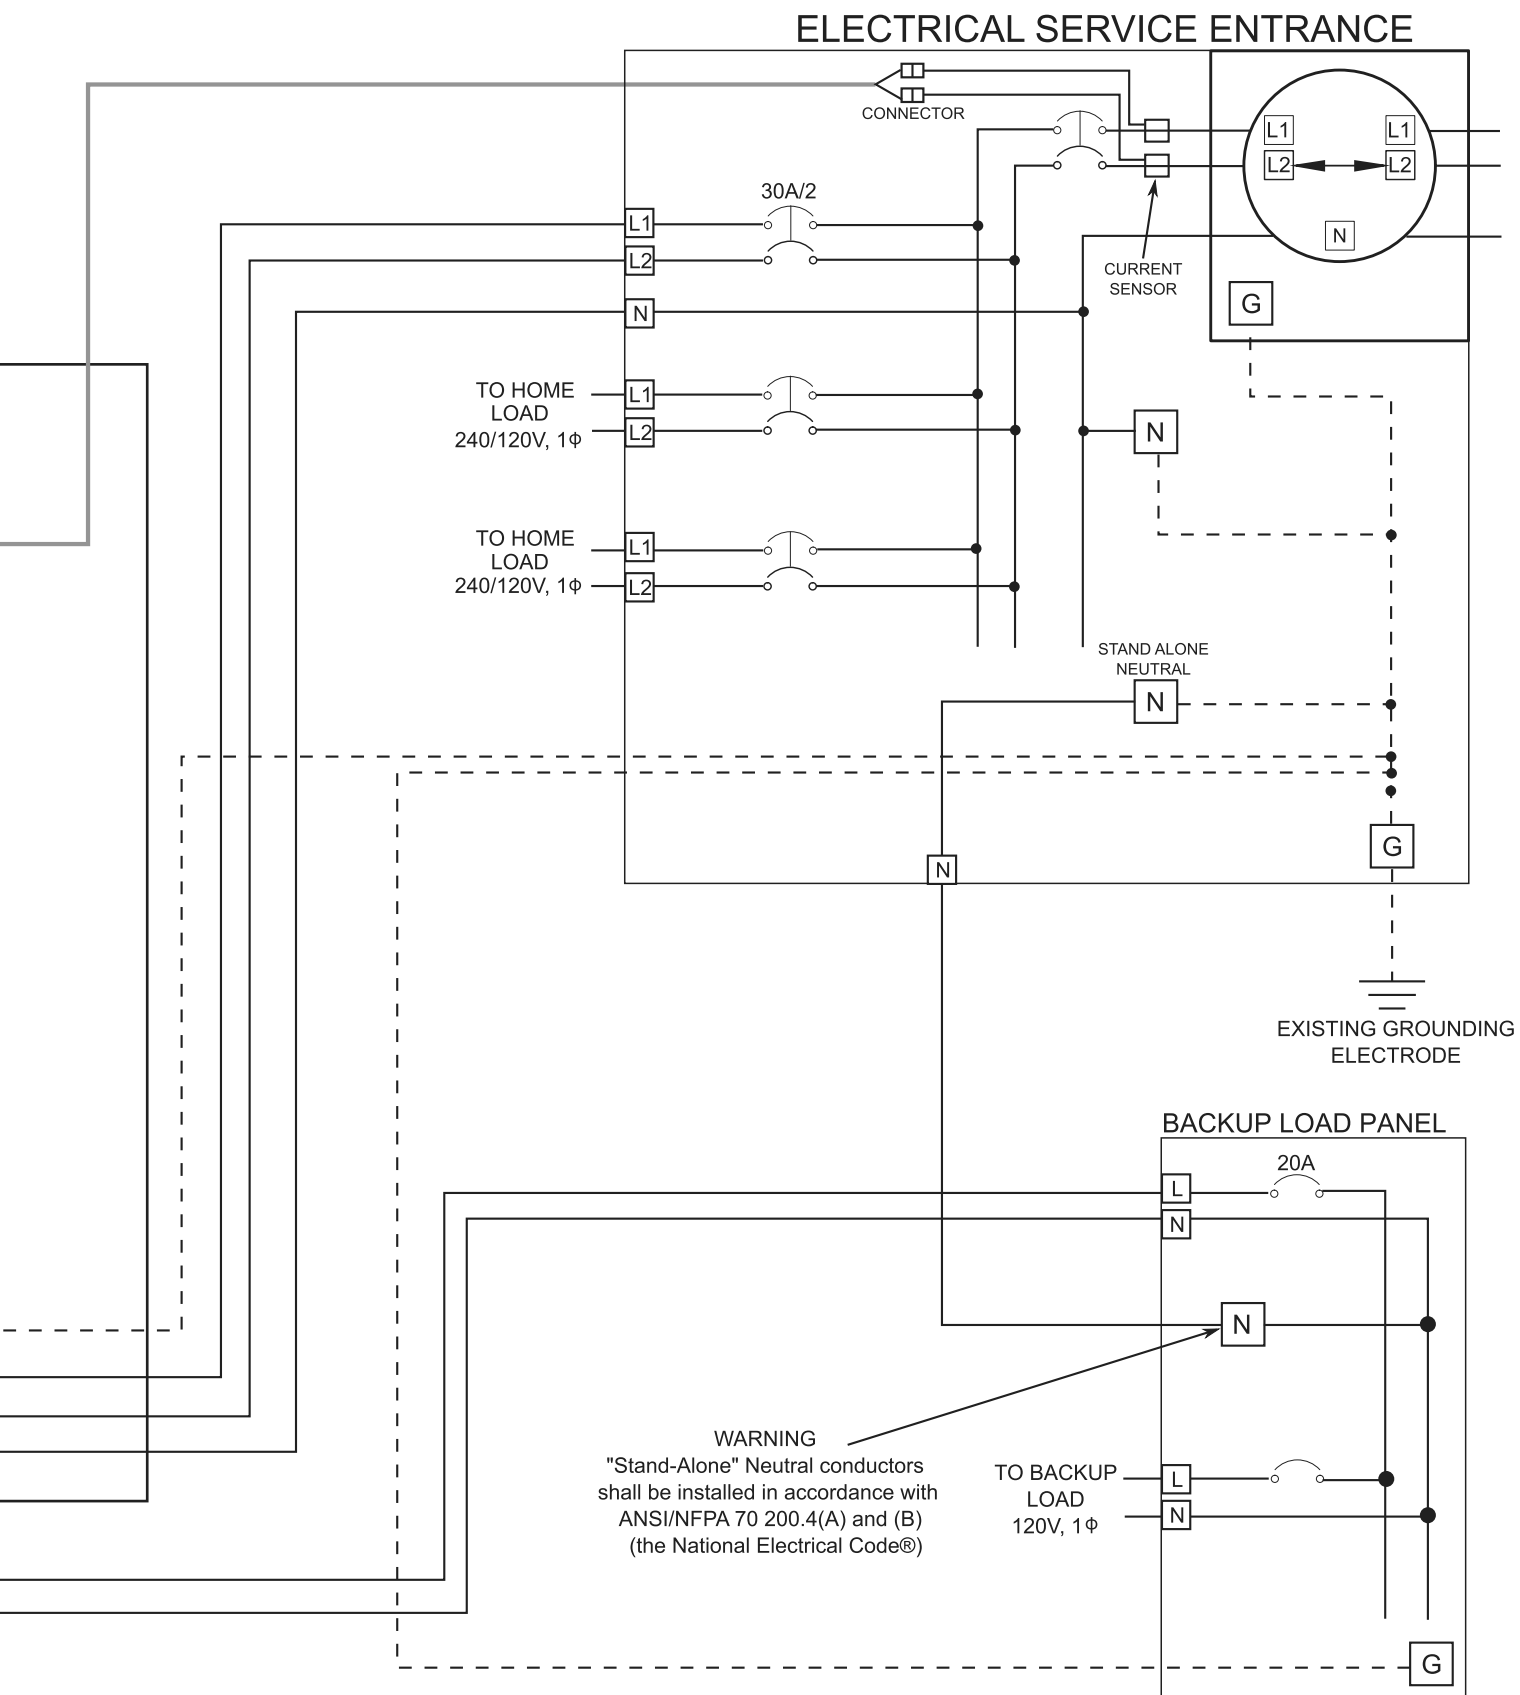 ELECTRICAL SERVICE ENTRANCE
CONNECTOR
L1
L1
L2
L2
30A/2
L1
N
L2
CURRENT
SENSOR
G
N
TO HOME
LOAD
240/120V, 1ϕ
L1
L2
N
TO HOME
LOAD
240/120V, 1ϕ
L1
L2
STAND ALONE
NEUTRAL
N
G
N
EXISTING GROUNDING
ELECTRODE
BACKUP LOAD PANEL
20A
L
N
N
WARNING
"Stand-Alone" Neutral conductors
shall be installed in accordance with
ANSI/NFPA 70 200.4(A) and (B)
(the National Electrical Code®)
TO BACKUP
LOAD
120V, 1ϕ
L
N
G